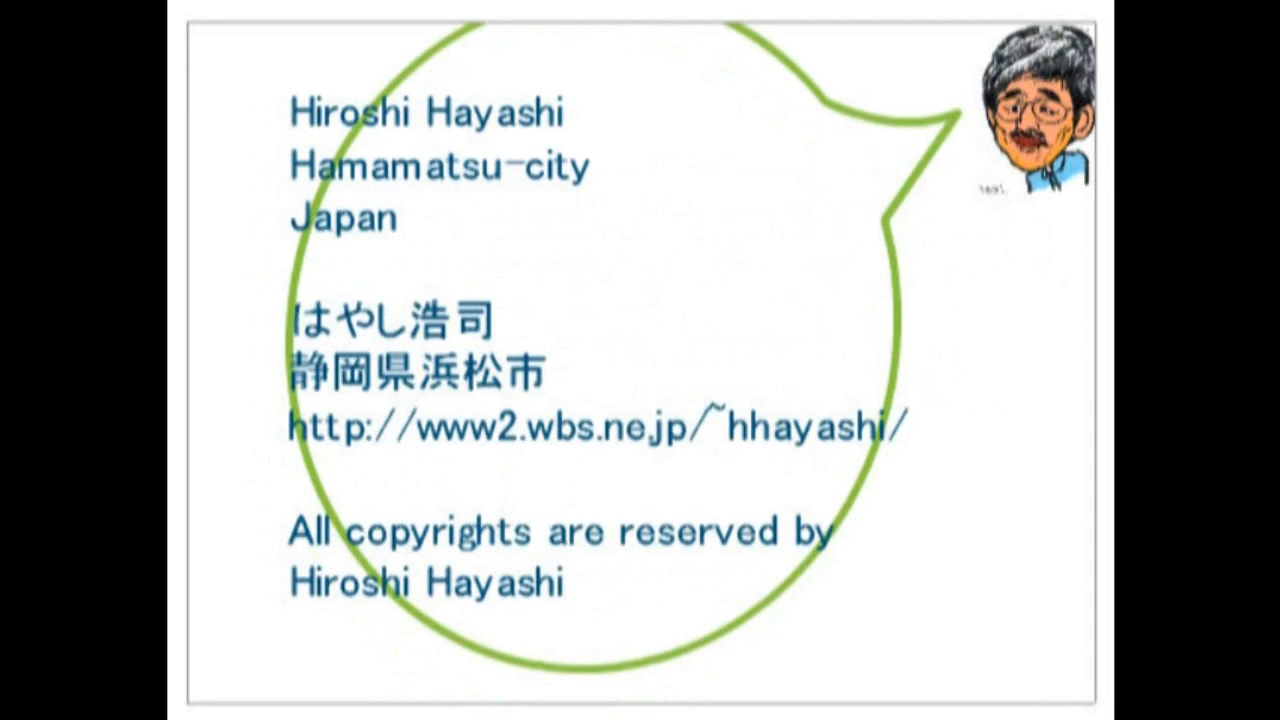 Hiroshi Hayashi
Hamamatsu-city
Japan
はやし浩司
静岡県浜松市
http://www2.wbs.ne.jp/~hhayashi/
All copyrights are reserved by
Hiroshi Hayashi